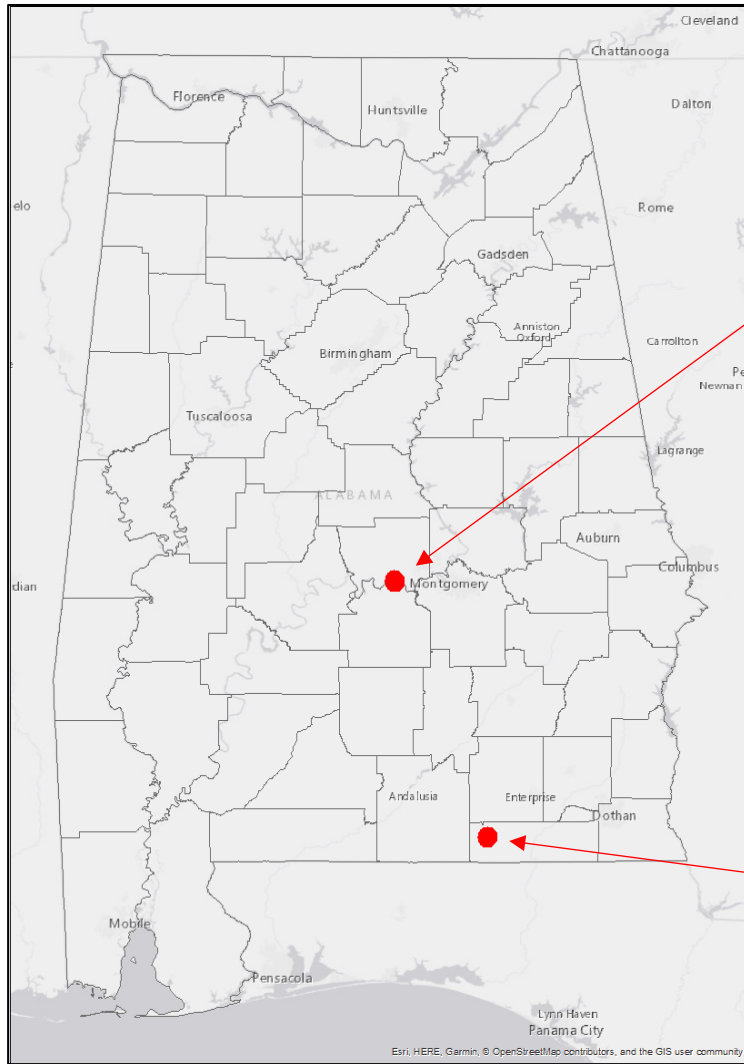 Cleveland
Chattanooga
Florence
Huntsville
Dalton
elo
Rome
Gadsden
Anniston
Oxford
Carrollton
Birmingham
Pe
Newnan
Tuscaloosa
Lagrange
ALABAMA
Auburn
Columbus
dian
Montgomery
Andalusia
Enterprise
Dothan
Mobile
Pensacola
Lynn Haven
Panama City
Esri, HERE, Garmin, © OpenStreetMap contributors, and the GIS user community